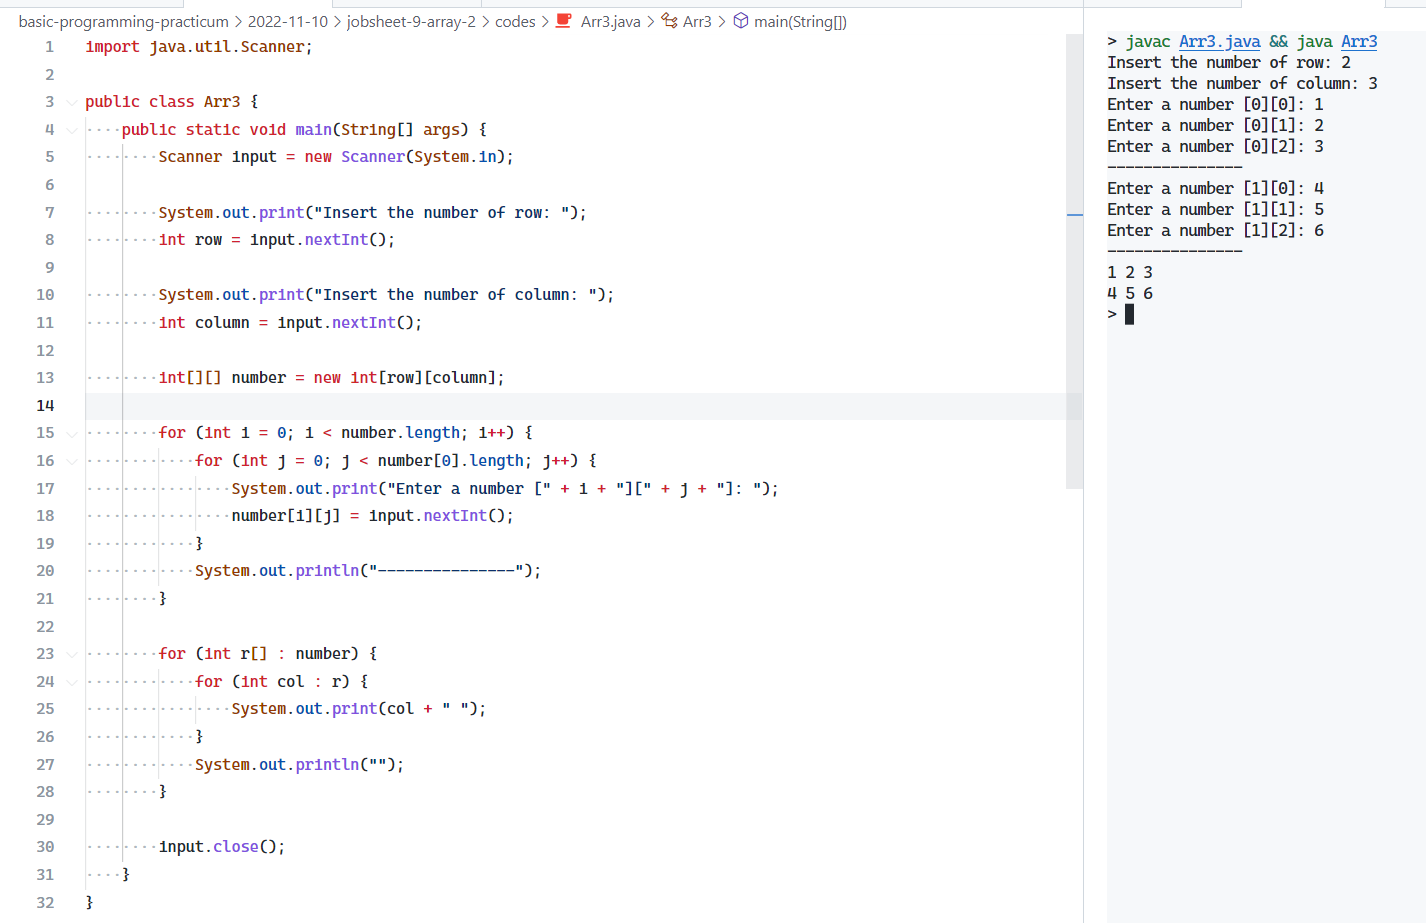 basic-programming-practicum > 2022-11-10 > jobsheet-9-array-2 > codes > Arr3.java > Arr3 > main(String[])
1 import java.util.Scanner;
2
3 public class Arr3 {
4 ····public static void main(String[] args) {
5 ········Scanner input = new Scanner(System.in);
6
7 ········System.out.print("Insert the number of row: ");
8 ········int row = input.nextInt();
9
10 ········System.out.print("Insert the number of column: ");
11 ········int column = input.nextInt();
12
13 ········int[][] number = new int[row][column];
14
15 ········for (int i = 0; i < number.length; i++) {
16 ············for (int j = 0; j < number[0].length; j++) {
17 ················System.out.print("Enter a number [" + i + "][" + j + "]: ");
18 ················number[i][j] = input.nextInt();
19 ············}
20 ············System.out.println("---------------");
21 ········}
22
23 ········for (int r[] : number) {
24 ············for (int col : r) {
25 ················System.out.print(col + " ");
26 ············}
27 ············System.out.println("");
28 ········}
29
30 ········input.close();
31 ····}
32 }
> javac Arr3.java && java Arr3
Insert the number of row: 2
Insert the number of column: 3
Enter a number [0][0]: 1
Enter a number [0][1]: 2
Enter a number [0][2]: 3
---------------
Enter a number [1][0]: 4
Enter a number [1][1]: 5
Enter a number [1][2]: 6
---------------
1 2 3
4 5 6
>